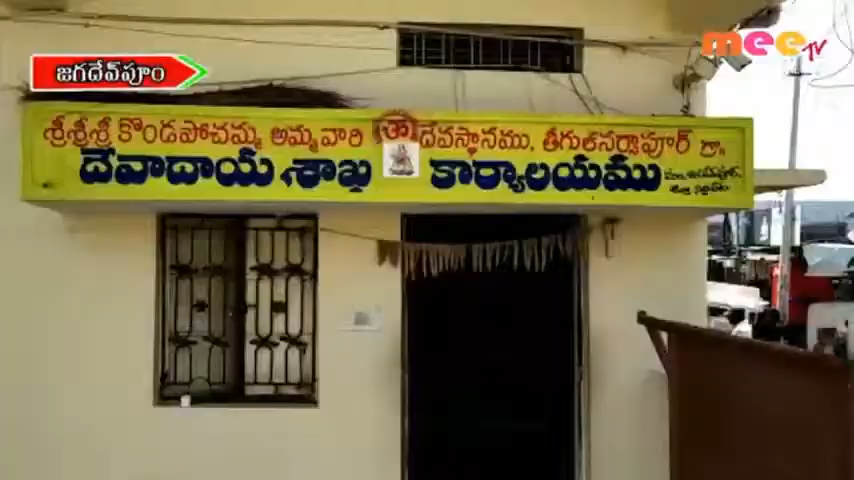 జగదేవ్‌పూర్
mee TV
శ్రీశ్రీశ్రీ కొండపోచమ్మ అమ్మవారి దేవస్థానము, తీగుల్‌నర్సాపూర్ గ్రా,
దేవాదాయ శాఖ కార్యాలయము